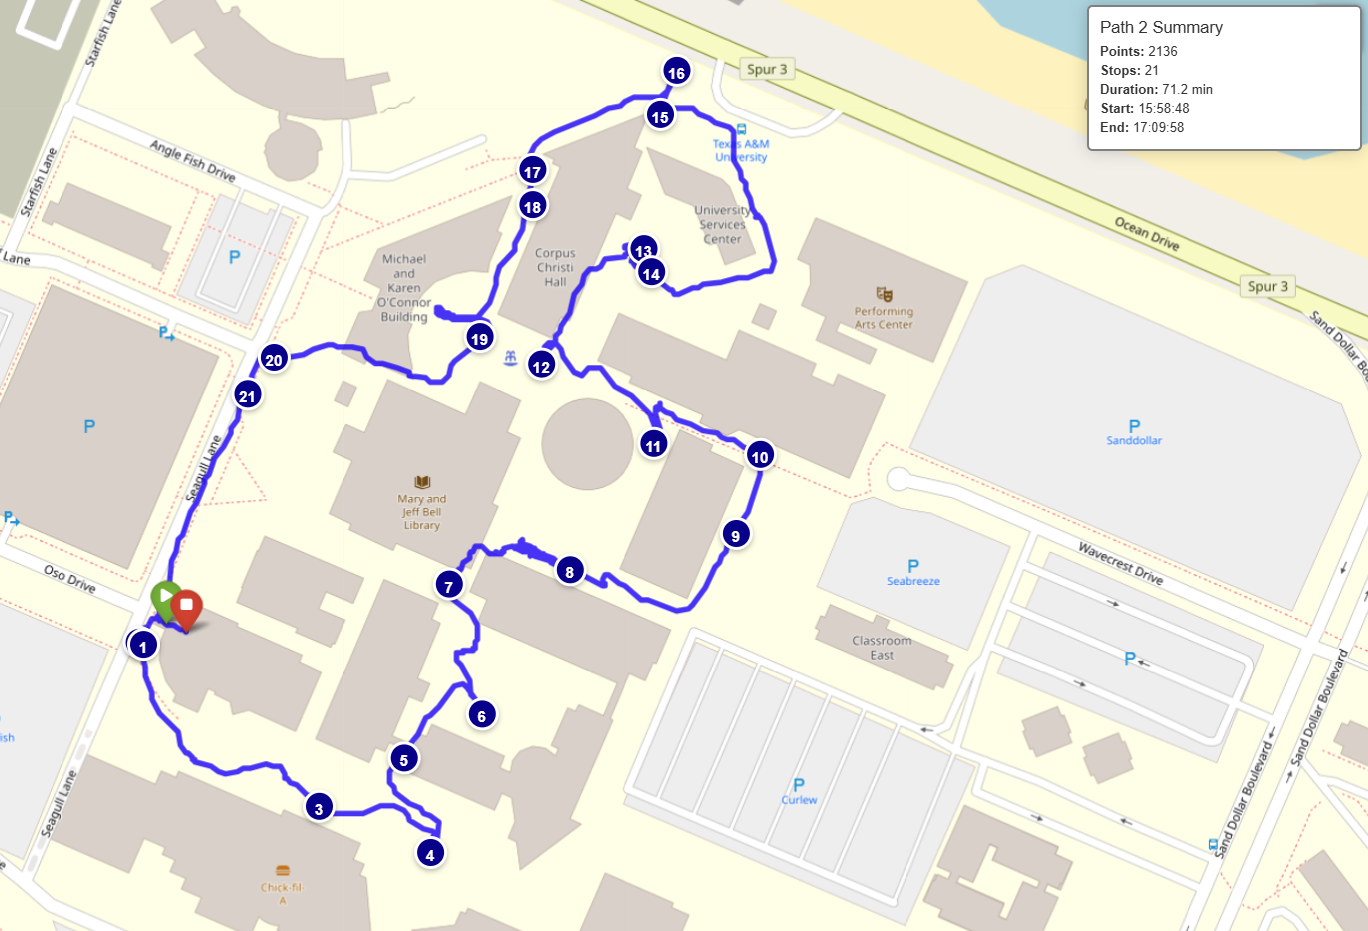 Path 2 Summary
Points: 2136
Stops: 21
Duration: 71.2 min
Start: 15:58:48
End: 17:09:58
Starfish Lane
Spur 3
16
15
Texas A&M
University
Angle Fish Drive
17
Starfish Lane
18
University
Services
Center
Ocean Drive
13
14
Corpus
Christi
Hall
Michael
and
Karen
O'Connor
Building
P
Lane
Spur 3
Performing
Arts Center
Sand Dollar
P
19
20
12
21
P
P
Sanddollar
11
10
Seagull Lane
Mary and
Jeff Bell
Library
P
9
8
7
Wavecrest Drive
P
Seabreeze
Oso Drive
1
Classroom
East
P
6
ish
5
Sand Dollar Boulevard
Sand Dollar Boulevard
P
Curlew
3
Seagull Lane
4
Chick-fil-
A